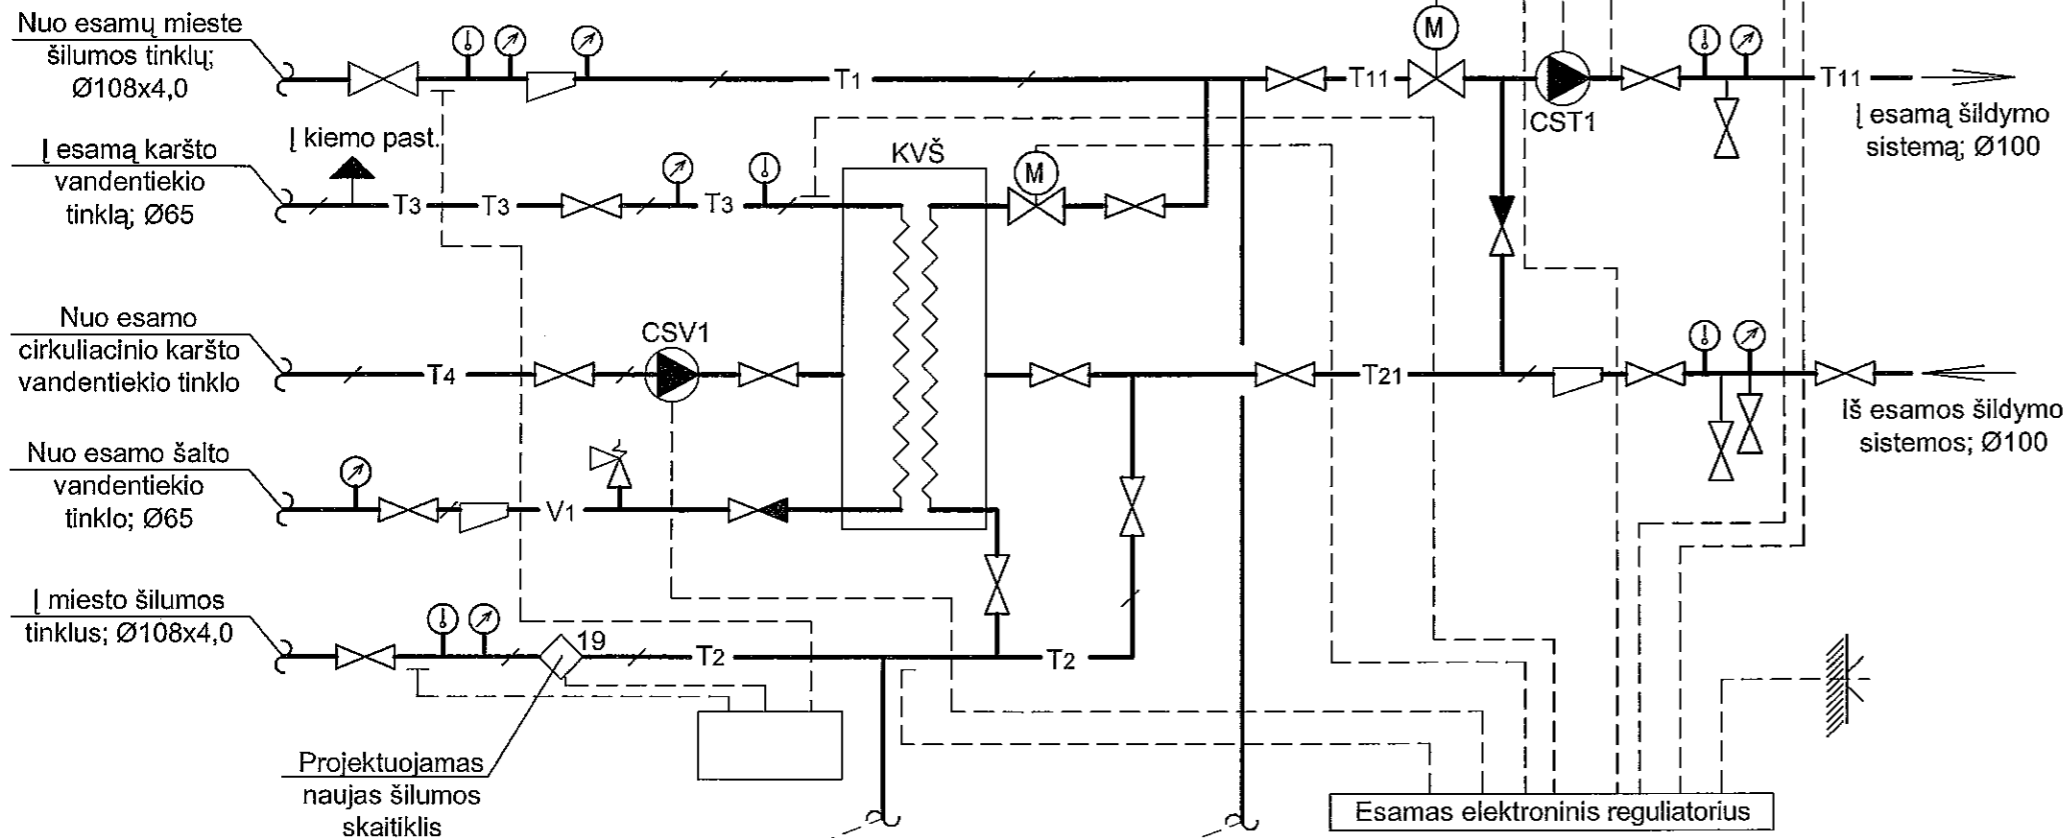 Nuo esamų mieste
šilumos tinklų;
Ø108x4,0
T1
T11
M
CST1
T11
Į esamą šildymo
sistemą; Ø100
Į esamą karšto
vandentiekio
tinklą; Ø65
Į kiemo past.
T3
T3
T3
KVŠ
M
Nuo esamo
cirkuliacinio karšto
vandentiekio tinklo
T4
CSV1
T21
Iš esamos šildymo
sistemos; Ø100
Nuo esamo šalto
vandentiekio
tinklo; Ø65
V1
Į miesto šilumos
tinklus; Ø108x4,0
19
T2
T2
Projektuojamas
naujas šilumos
skaitiklis
Esamas elektroninis reguliatorius